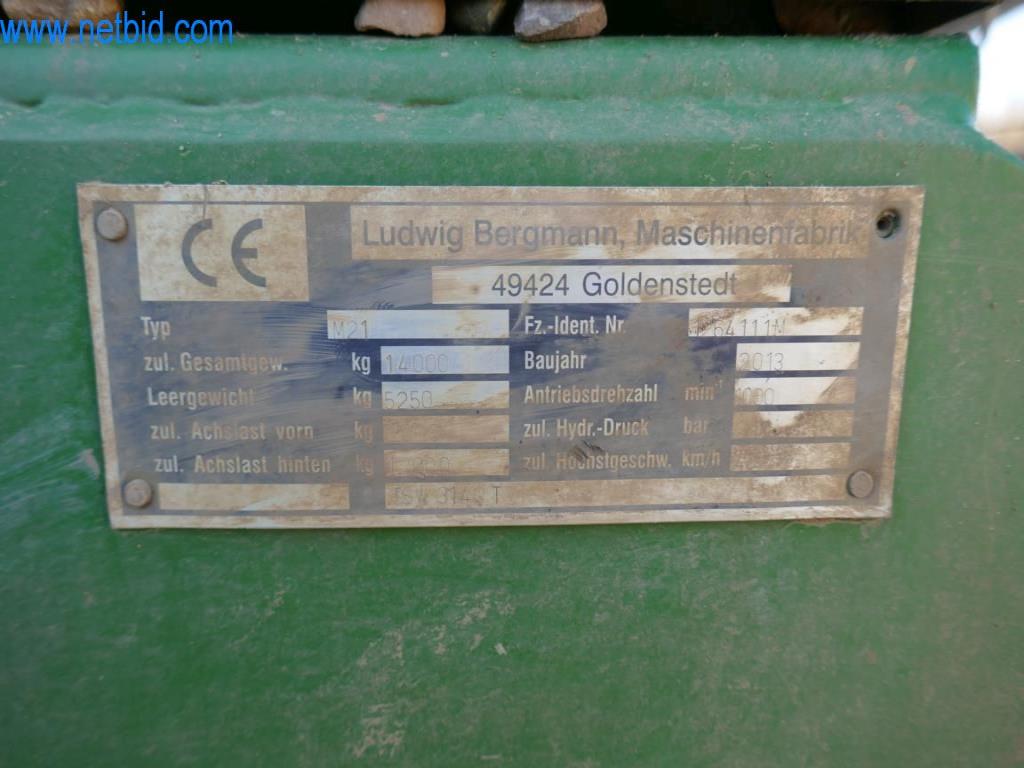 www.netbid.com
CE Ludwig Bergmann, Maschinenfabrik
49424 Goldenstedt
Typ M21 Fz.-Ident. Nr.
zul. Gesamtgew. kg 14000 Baujahr 2013
Leergewicht kg 5250 Antriebsdrehzahl min⁻¹
zul. Achslast vorn kg zul. Hydr.-Druck bar
zul. Achslast hinten kg zul. Höchstgeschw. km/h